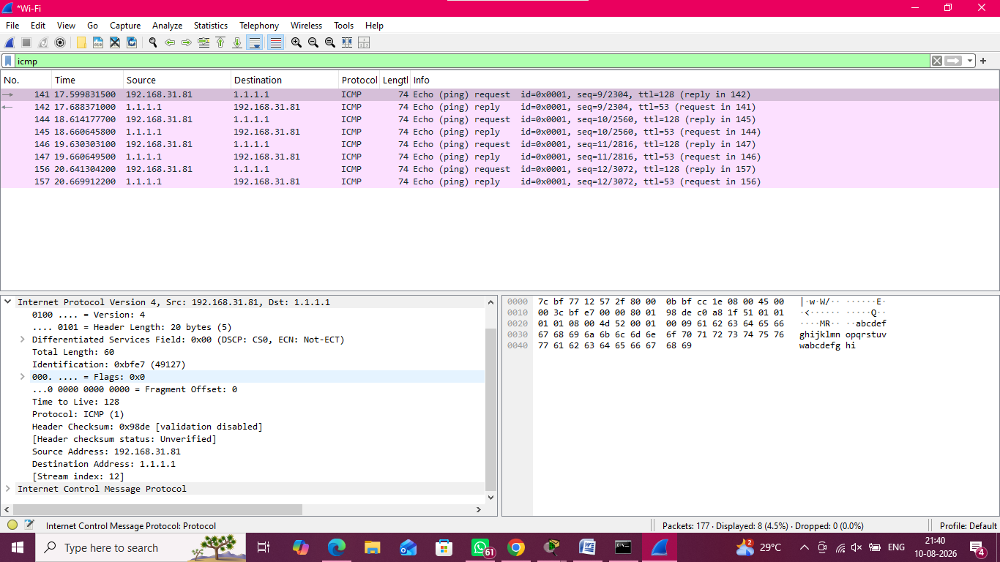 *Wi-Fi
File Edit View Go Capture Analyze Statistics Telephony Wireless Tools Help
icmp
No. Time Source Destination Protocol Lengtl Info
141 17.599831500 192.168.31.81 1.1.1.1 ICMP 74 Echo (ping) request id=0x0001, seq=9/2304, ttl=128 (reply in 142)
142 17.688371000 1.1.1.1 192.168.31.81 ICMP 74 Echo (ping) reply id=0x0001, seq=9/2304, ttl=53 (request in 141)
144 18.614177700 192.168.31.81 1.1.1.1 ICMP 74 Echo (ping) request id=0x0001, seq=10/2560, ttl=128 (reply in 145)
145 18.660645800 1.1.1.1 192.168.31.81 ICMP 74 Echo (ping) reply id=0x0001, seq=10/2560, ttl=53 (request in 144)
146 19.630303100 192.168.31.81 1.1.1.1 ICMP 74 Echo (ping) request id=0x0001, seq=11/2816, ttl=128 (reply in 147)
147 19.660649500 1.1.1.1 192.168.31.81 ICMP 74 Echo (ping) reply id=0x0001, seq=11/2816, ttl=53 (request in 146)
156 20.641304200 192.168.31.81 1.1.1.1 ICMP 74 Echo (ping) request id=0x0001, seq=12/3072, ttl=128 (reply in 157)
157 20.669912200 1.1.1.1 192.168.31.81 ICMP 74 Echo (ping) reply id=0x0001, seq=12/3072, ttl=53 (request in 156)
Internet Protocol Version 4, Src: 192.168.31.81, Dst: 1.1.1.1
0100 .... = Version: 4
.... 0101 = Header Length: 20 bytes (5)
Differentiated Services Field: 0x00 (DSCP: CS0, ECN: Not-ECT)
Total Length: 60
Identification: 0xbfe7 (49127)
000. .... = Flags: 0x0
...0 0000 0000 0000 = Fragment Offset: 0
Time to Live: 128
Protocol: ICMP (1)
Header Checksum: 0x98de [validation disabled]
[Header checksum status: Unverified]
Source Address: 192.168.31.81
Destination Address: 1.1.1.1
[Stream index: 12]
Internet Control Message Protocol
0000 7c bf 77 12 57 2f 80 00 0b bf cc 1e 08 00 45 00 |·w·W/·· ······E·
0010 00 3c bf e7 00 00 80 01 98 de c0 a8 1f 51 01 01 ·<······ ·····Q··
0020 01 01 08 00 4d 52 00 01 00 09 61 62 63 64 65 66 ····MR·· ··abcdef
0030 67 68 69 6a 6b 6c 6d 6e 6f 70 71 72 73 74 75 76 ghijklmn opqrstuv
0040 77 61 62 63 64 65 66 67 68 69 wabcdefg hi
Internet Control Message Protocol: Protocol
Packets: 177 · Displayed: 8 (4.5%) · Dropped: 0 (0.0%)
Profile: Default
Type here to search
61
2
29°C
ENG
21:40
10-08-2026
4